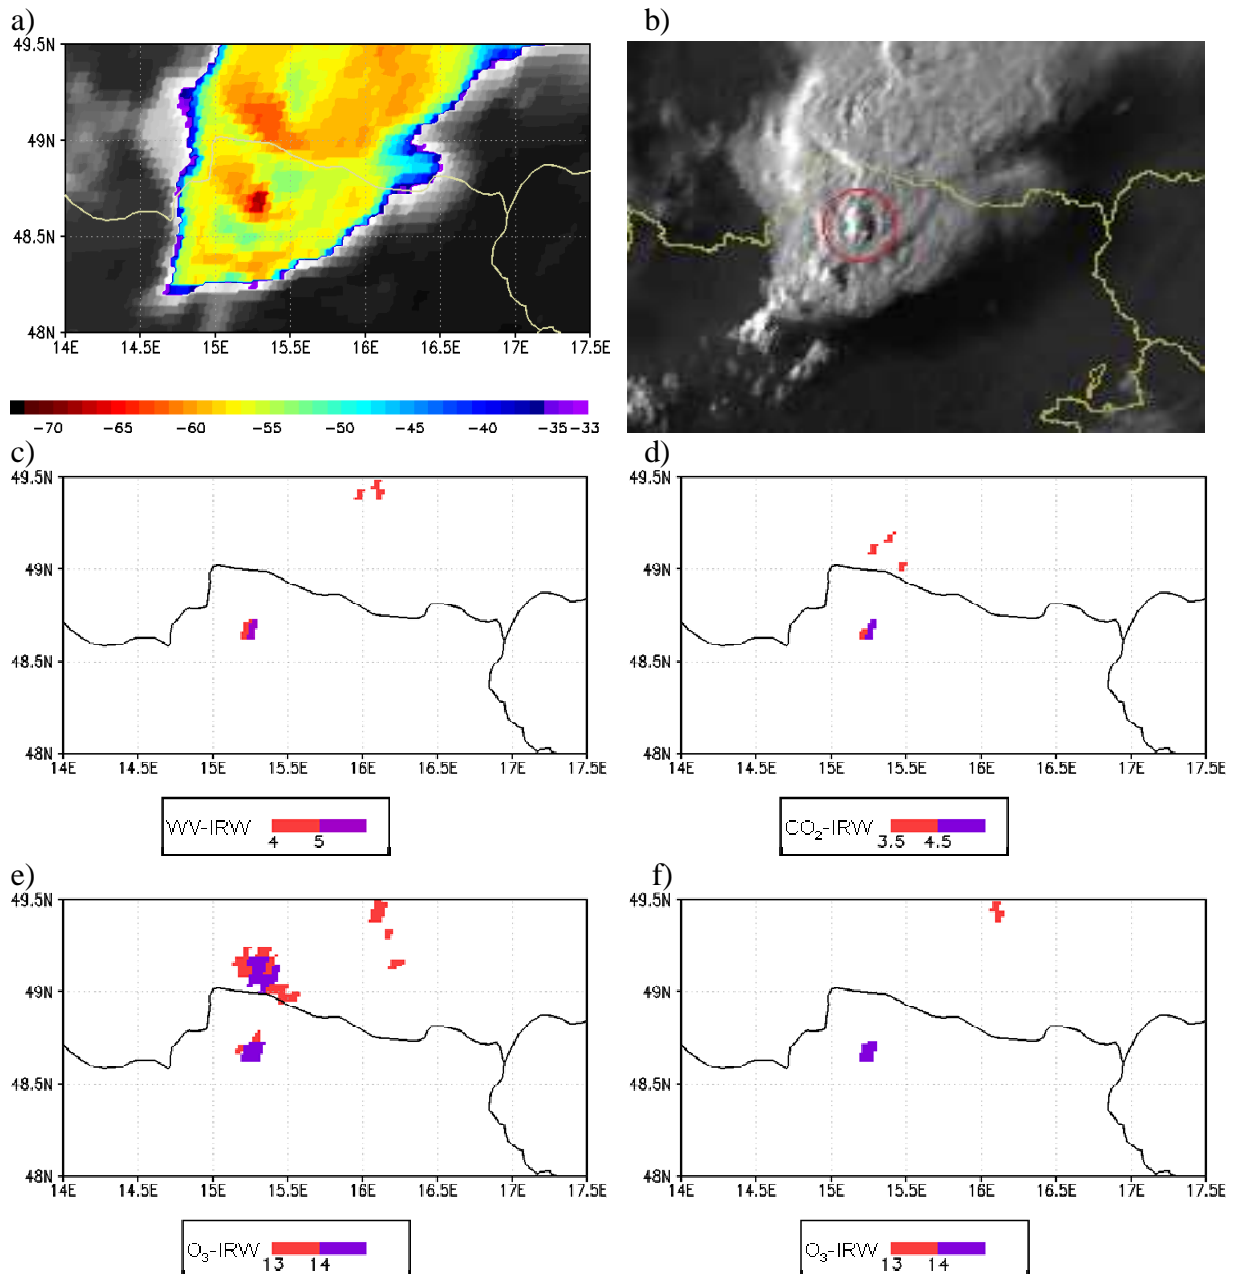 a) b)
49.5N
49N
48.5N
48N
14E 14.5E 15E 15.5E 16E 16.5E 17E 17.5E
-70 -65 -60 -55 -50 -45 -40 -35 -33
c) d)
49.5N 49.5N
49N 49N
48.5N 48.5N
48N 48N
14E 14.5E 15E 15.5E 16E 16.5E 17E 17.5E 14E 14.5E 15E 15.5E 16E 16.5E 17E 17.5E
WV-IRW 4 5 CO₂-IRW 3.5 4.5
e) f)
49.5N 49.5N
49N 49N
48.5N 48.5N
48N 48N
14E 14.5E 15E 15.5E 16E 16.5E 17E 17.5E 14E 14.5E 15E 15.5E 16E 16.5E 17E 17.5E
O₃-IRW 13 14 O₃-IRW 13 14